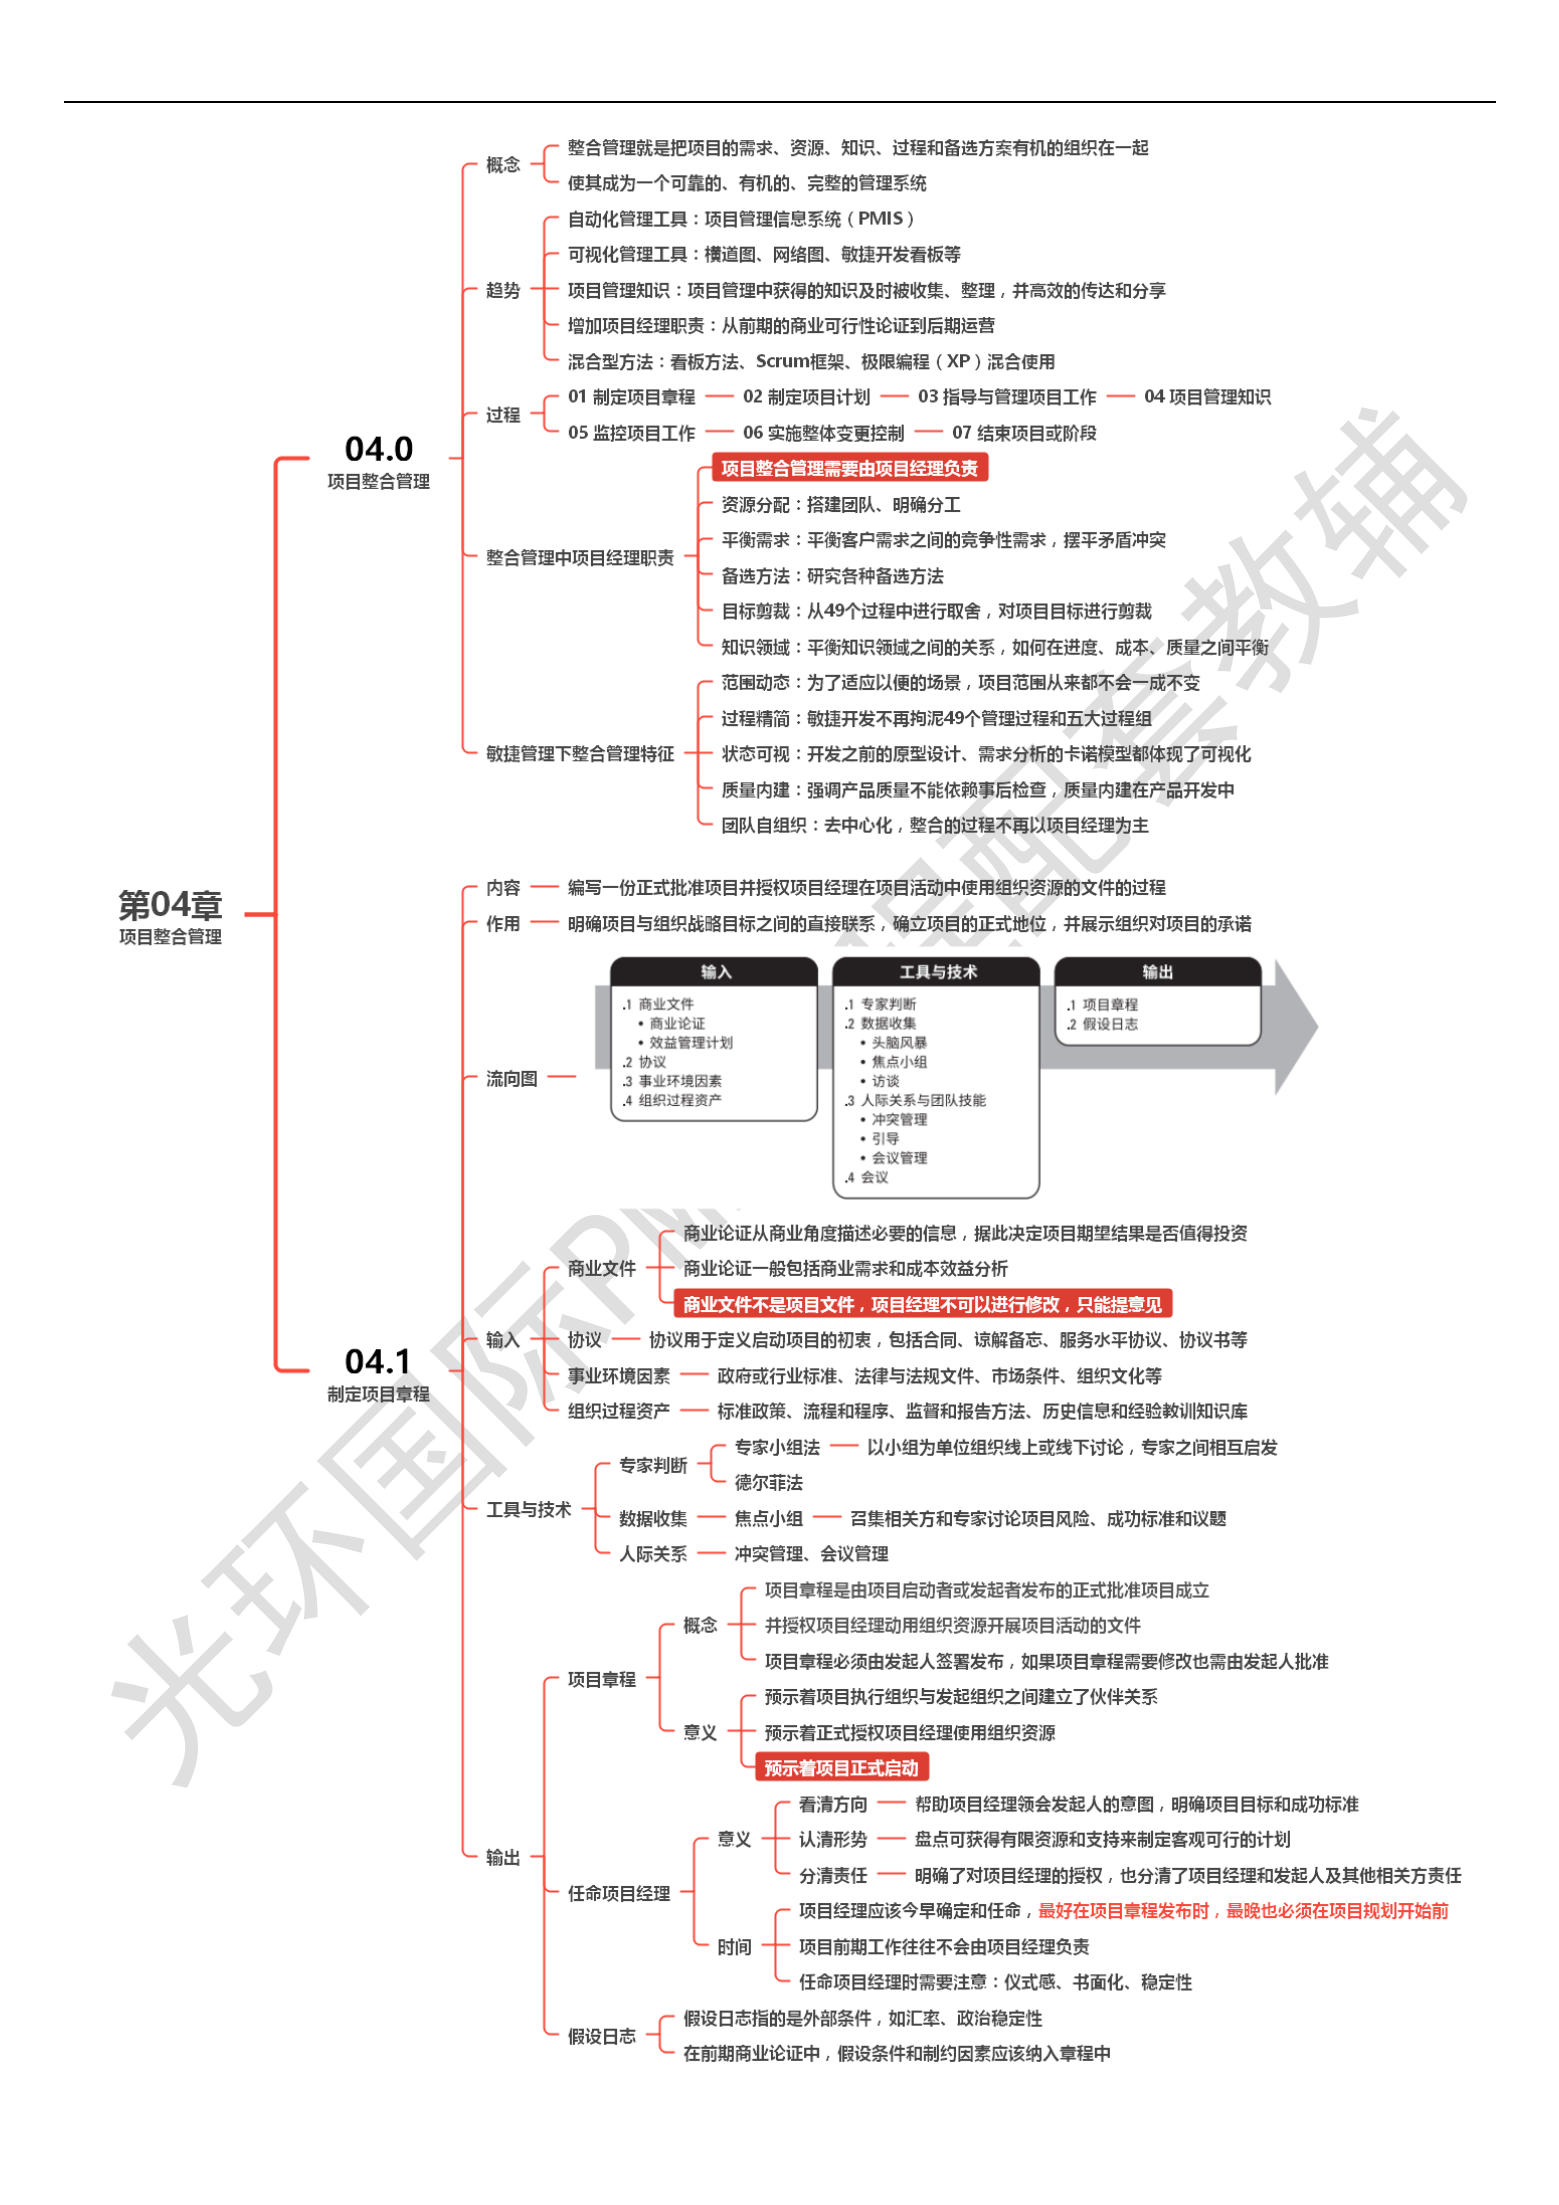 第04章
项目整合管理
04.0
项目整合管理
概念
整合管理就是把项目的需求、资源、知识、过程和备选方案有机的组织在一起
使其成为一个可靠的、有机的、完整的管理系统
趋势
自动化管理工具：项目管理信息系统（PMIS）
可视化管理工具：横道图、网络图、敏捷开发看板等
项目管理知识：项目管理中获得的知识及时被收集、整理，并高效的传达和分享
增加项目经理职责：从前期的商业可行性论证到后期运营
混合型方法：看板方法、Scrum框架、极限编程（XP）混合使用
过程
01 制定项目章程 02 制定项目计划 03 指导与管理项目工作 04 项目管理知识
05 监控项目工作 06 实施整体变更控制 07 结束项目或阶段
整合管理中项目经理职责
项目整合管理需要由项目经理负责
资源分配：搭建团队、明确分工
平衡需求：平衡客户需求之间的竞争性需求，摆平矛盾冲突
备选方法：研究各种备选方法
目标剪裁：从49个过程中进行取舍，对项目目标进行剪裁
知识领域：平衡知识领域之间的关系，如何在进度、成本、质量之间平衡
敏捷管理下整合管理特征
范围动态：为了适应以便的场景，项目范围从来都不会一成不变
过程精简：敏捷开发不再拘泥49个管理过程和五大过程组
状态可视：开发之前的原型设计、需求分析的卡诺模型都体现了可视化
质量内建：强调产品质量不能依赖事后检查，质量内建在产品开发中
团队自组织：去中心化，整合的过程不再以项目经理为主
04.1
制定项目章程
内容
编写一份正式批准项目并授权项目经理在项目活动中使用组织资源的文件的过程
作用
明确项目与组织战略目标之间的直接联系，确立项目的正式地位，并展示组织对项目的承诺
流向图
输入
.1 商业文件
• 商业论证
• 效益管理计划
.2 协议
.3 事业环境因素
.4 组织过程资产
工具与技术
.1 专家判断
.2 数据收集
• 头脑风暴
• 焦点小组
• 访谈
.3 人际关系与团队技能
• 冲突管理
• 引导
• 会议管理
.4 会议
输出
.1 项目章程
.2 假设日志
输入
商业文件
商业论证从商业角度描述必要的信息，据此决定项目期望结果是否值得投资
商业论证一般包括商业需求和成本效益分析
商业文件不是项目文件，项目经理不可以进行修改，只能提意见
协议 协议用于定义启动项目的初衷，包括合同、谅解备忘、服务水平协议、协议书等
事业环境因素 政府或行业标准、法律与法规文件、市场条件、组织文化等
组织过程资产 标准政策、流程和程序、监督和报告方法、历史信息和经验教训知识库
工具与技术
专家判断
专家小组法 以小组为单位组织线上或线下讨论，专家之间相互启发
德尔菲法
数据收集 焦点小组 召集相关方和专家讨论项目风险、成功标准和议题
人际关系 冲突管理、会议管理
输出
项目章程
概念
项目章程是由项目启动者或发起者发布的正式批准项目成立
并授权项目经理动用组织资源开展项目活动的文件
项目章程必须由发起人签署发布，如果项目章程需要修改也需由发起人批准
意义
预示着项目执行组织与发起组织之间建立了伙伴关系
预示着正式授权项目经理使用组织资源
预示着项目正式启动
任命项目经理
意义
看清方向 帮助项目经理领会发起人的意图，明确项目目标和成功标准
认清形势 盘点可获得有限资源和支持来制定客观可行的计划
分清责任 明确了对项目经理的授权，也分清了项目经理和发起人及其他相关方责任
时间
项目经理应该今早确定和任命，最好在项目章程发布时，最晚也必须在项目规划开始前
项目前期工作往往不会由项目经理负责
任命项目经理时需要注意：仪式感、书面化、稳定性
假设日志
假设日志指的是外部条件，如汇率、政治稳定性
在前期商业论证中，假设条件和制约因素应该纳入章程中